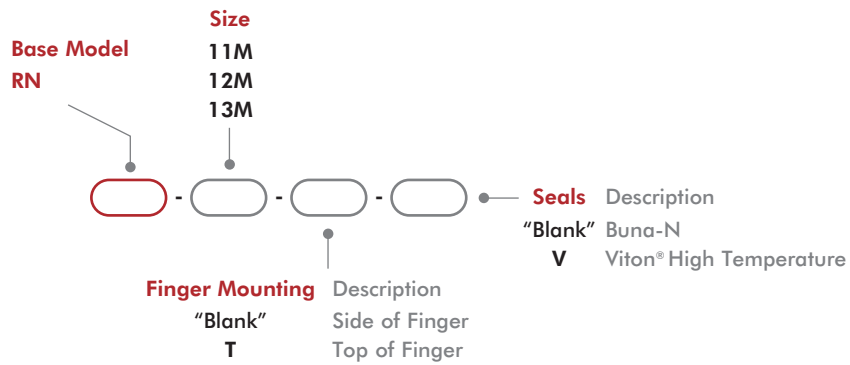 Size
Base Model
11M
RN
12M
13M
- - -
Seals Description
"Blank" Buna-N
V Viton® High Temperature
Finger Mounting Description
"Blank" Side of Finger
T Top of Finger